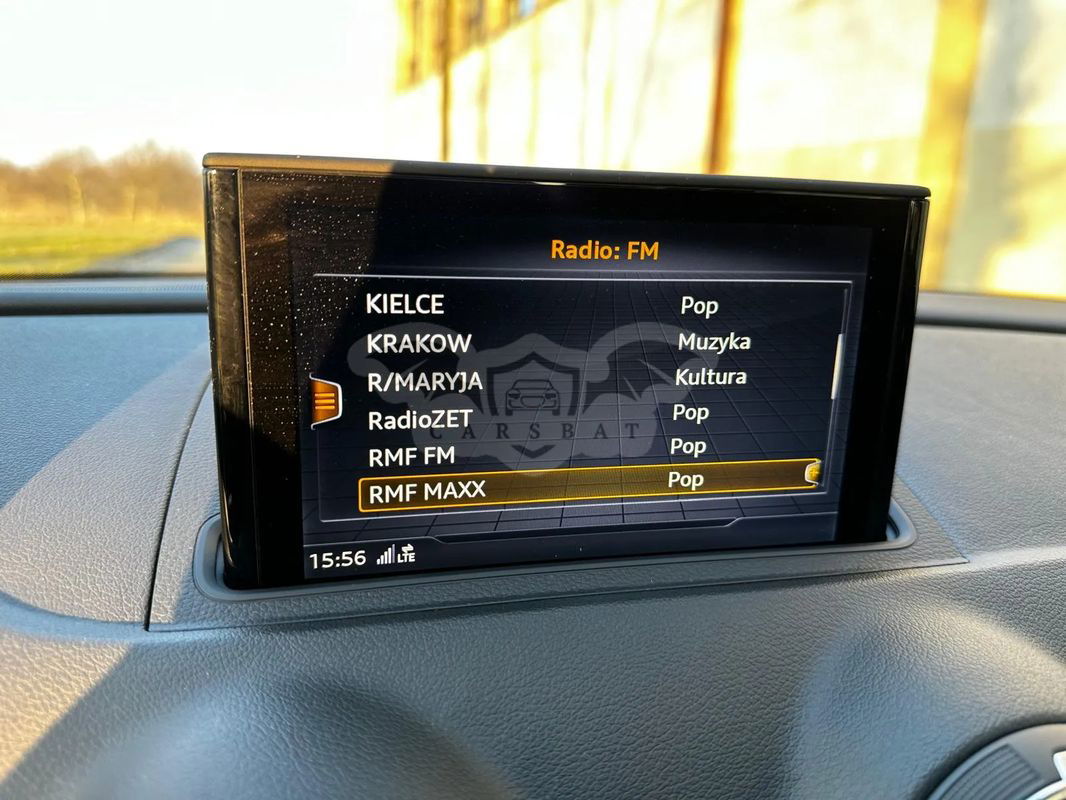 Radio: FM
KIELCE Pop
KRAKOW Muzyka
R/MARYJA Kultura
RadioZET Pop
CARSBAT
RMF FM Pop
RMF MAXX Pop
15:56 LTE